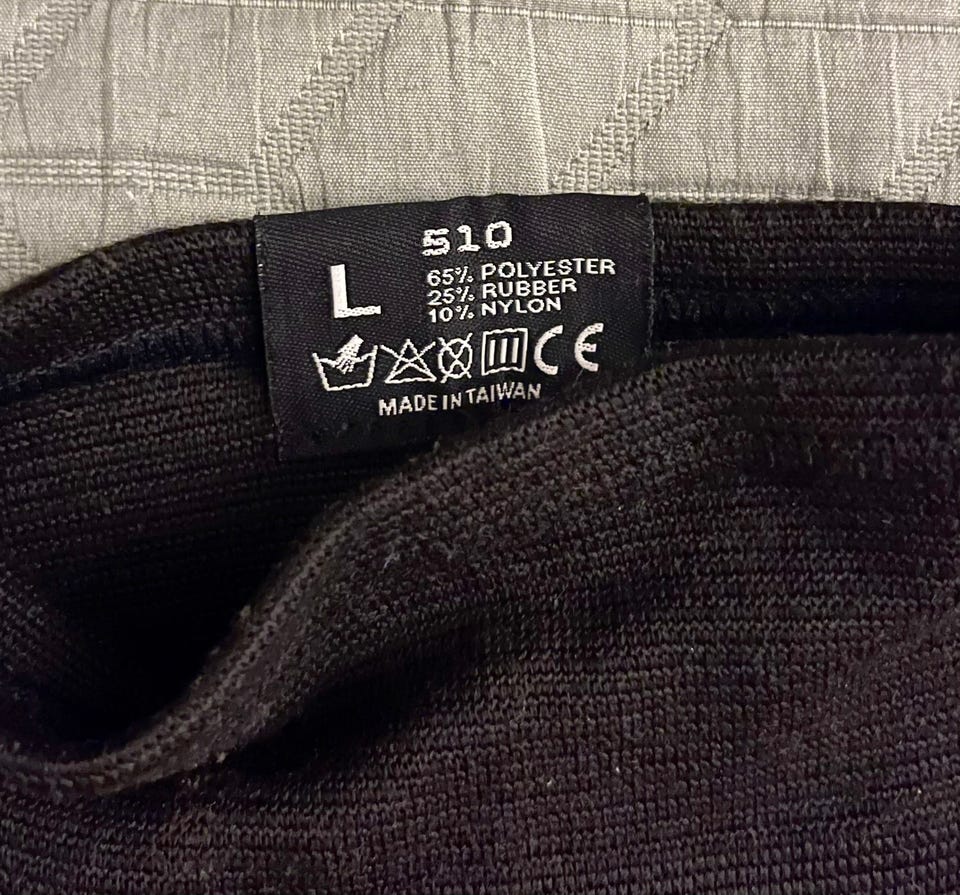 510
L
65% POLYESTER
25% RUBBER
10% NYLON
CE
MADE IN TAIWAN